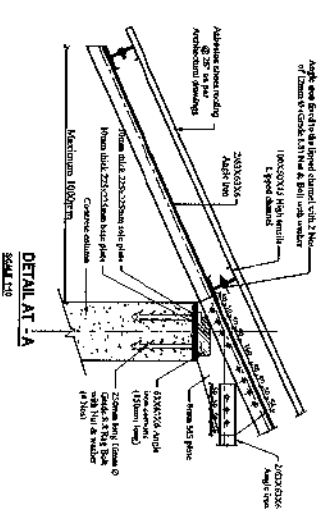 Angle iron fixed to the lipped channel with 2 Nos
of 12mm Ø (Grade 8.8) Nut & Bolt with washer
100X50X15 High tensile
Lipped channel
2/63X63X6
Angle iron
Asbestos sheet roofing
@ 25° as per
Architectural drawings
10mm thick 225x225mm sole plate
10mm thick 225x225mm base plate
Concrete column
Maximum 1000mm
2/63X63X6
Angle iron
8mm MS plate
63X63X6 Angle
iron
(150mm long)
250mm long
Grade 8.8 Rag Bolt
with Nut & washer
(4 Nos)
DETAIL AT A
SCALE 1:10